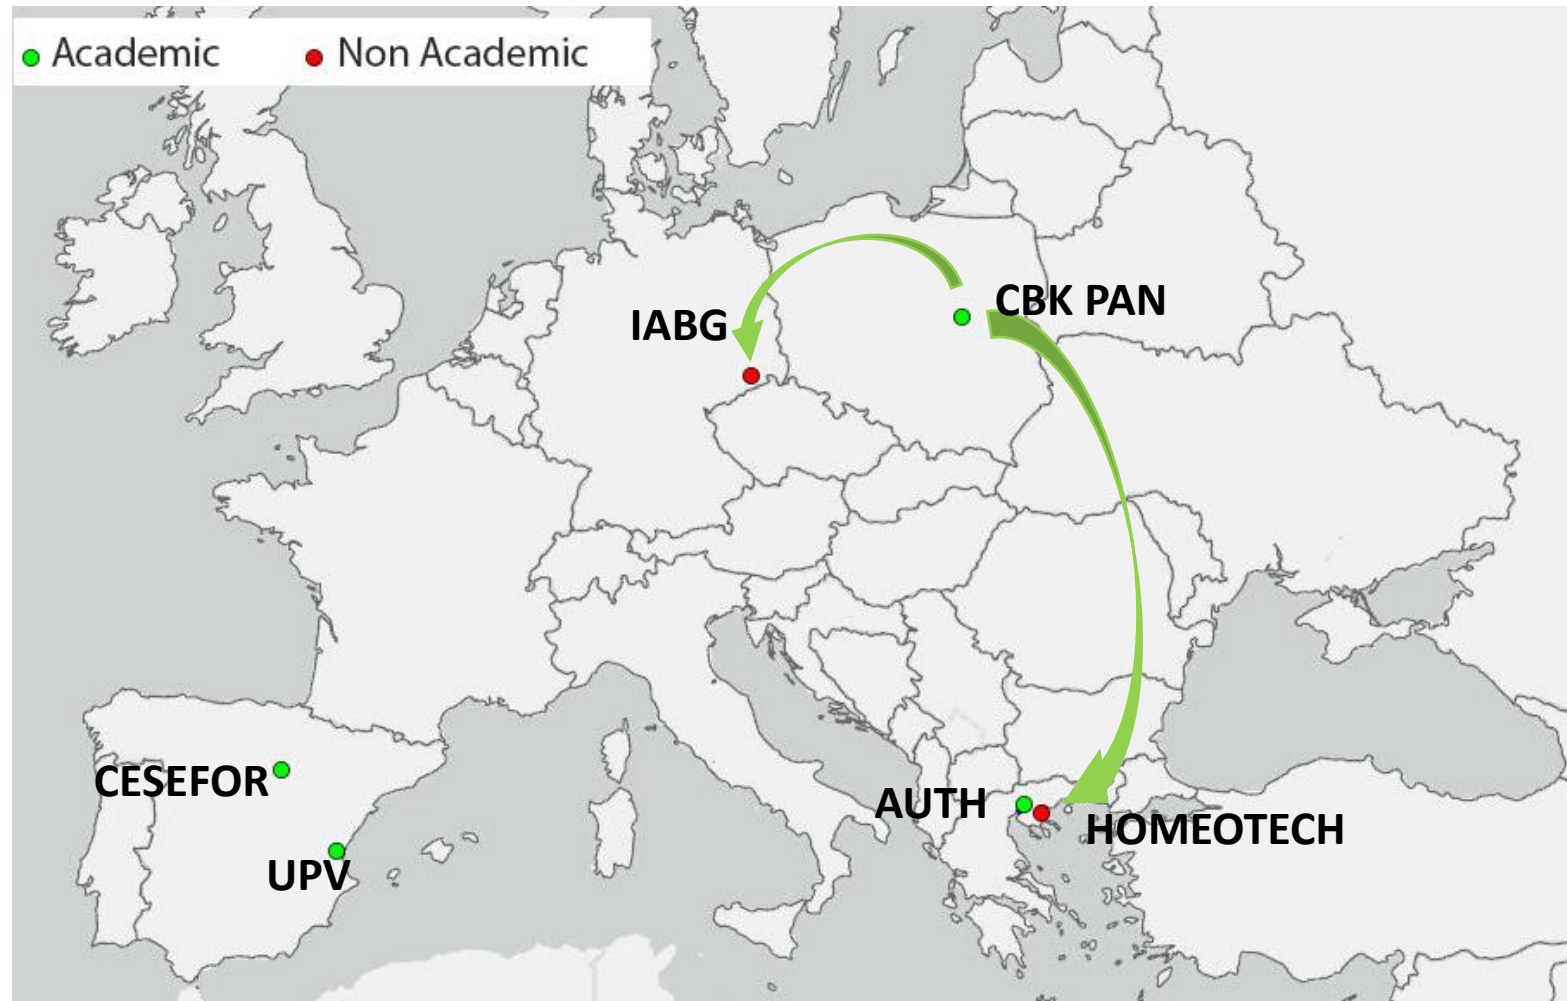 Academic
Non Academic
CBK PAN
IABG
CESEFOR
AUTH
HOMEOTECH
UPV